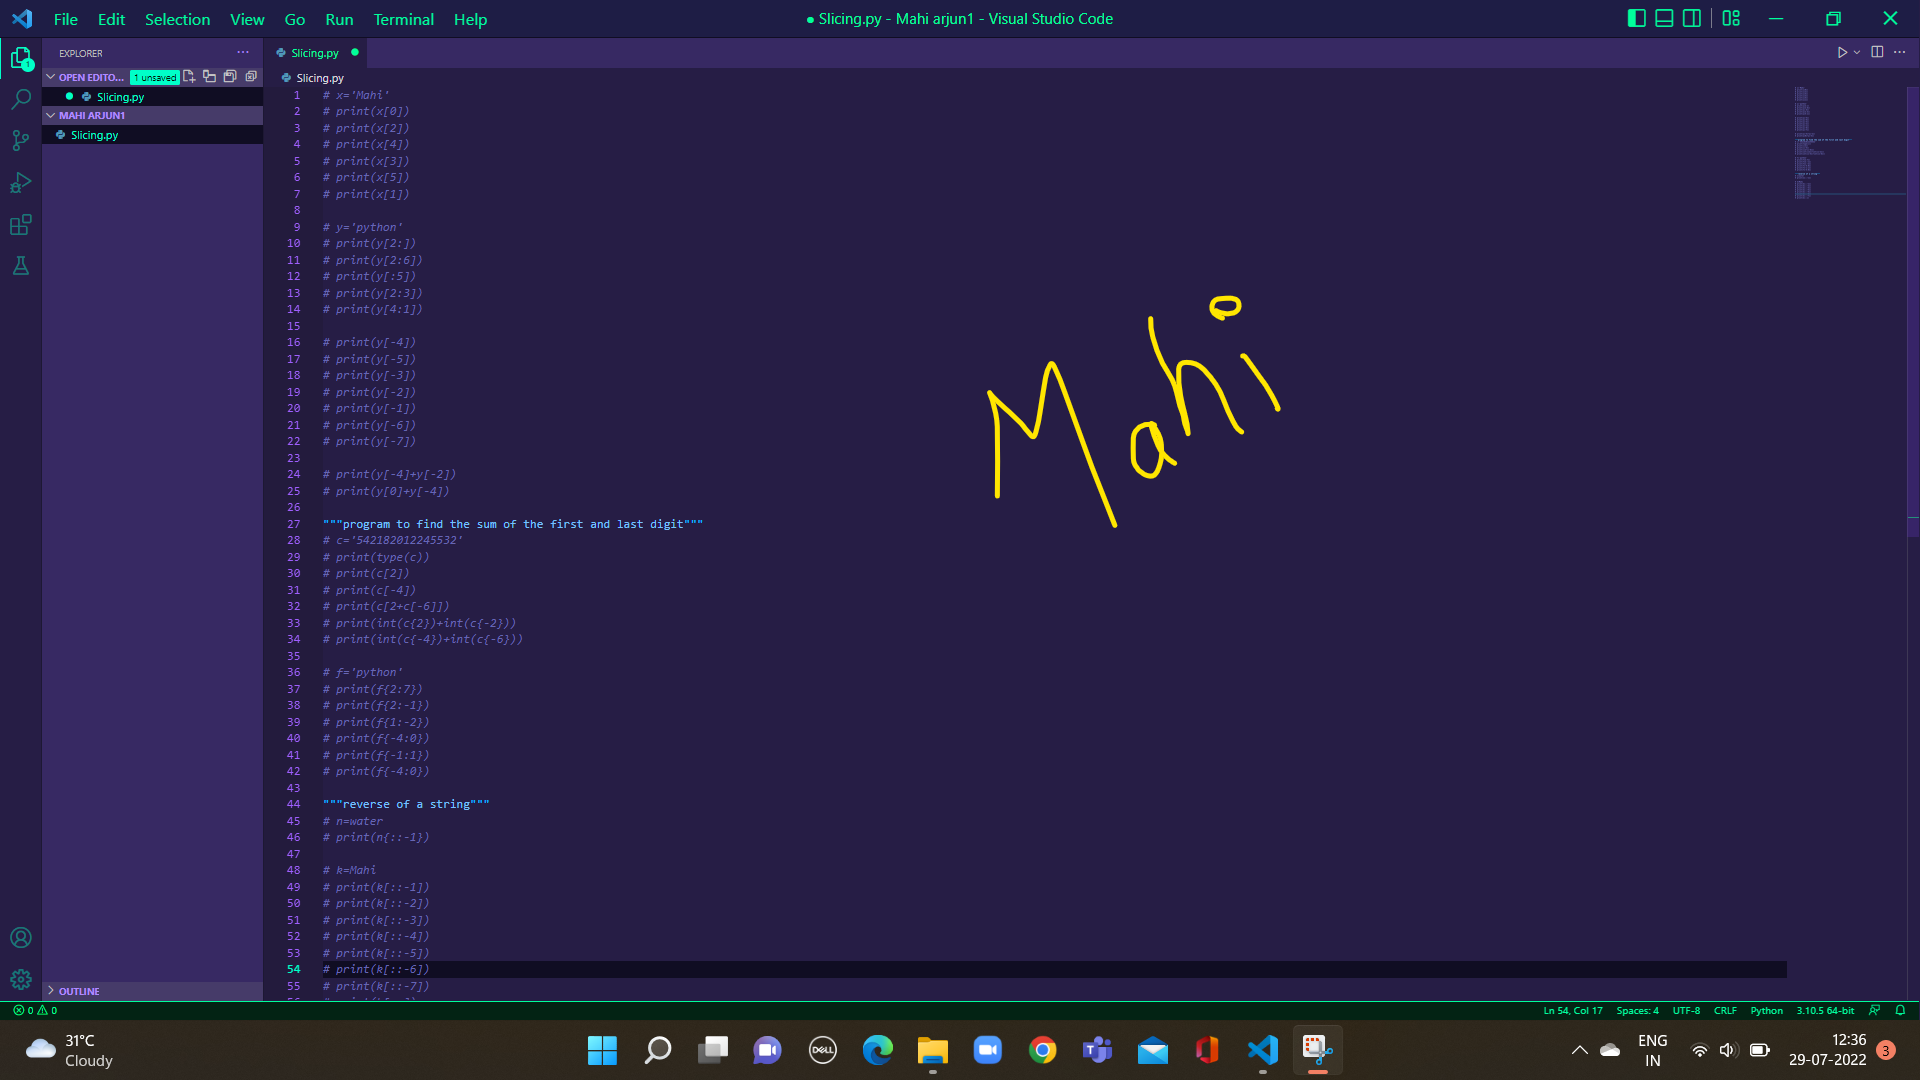 File Edit Selection View Go Run Terminal Help
● Slicing.py - Mahi arjun1 - Visual Studio Code
EXPLORER
OPEN EDITO... 1 unsaved
Slicing.py
MAHI ARJUN1
Slicing.py
OUTLINE
Slicing.py
Slicing.py
1 # x='Mahi'
2 # print(x[0])
3 # print(x[2])
4 # print(x[4])
5 # print(x[3])
6 # print(x[5])
7 # print(x[1])
8
9 # y='python'
10 # print(y[2:])
11 # print(y[2:6])
12 # print(y[:5])
13 # print(y[2:3])
14 # print(y[4:1])
15
16 # print(y[-4])
17 # print(y[-5])
18 # print(y[-3])
19 # print(y[-2])
20 # print(y[-1])
21 # print(y[-6])
22 # print(y[-7])
23
24 # print(y[-4]+y[-2])
25 # print(y[0]+y[-4])
26
27 """program to find the sum of the first and last digit"""
28 # c='542182012245532'
29 # print(type(c))
30 # print(c[2])
31 # print(c[-4])
32 # print(c[2+c[-6]])
33 # print(int(c{2})+int(c{-2}))
34 # print(int(c{-4})+int(c{-6}))
35
36 # f='python'
37 # print(f{2:7})
38 # print(f{2:-1})
39 # print(f{1:-2})
40 # print(f{-4:0})
41 # print(f{-1:1})
42 # print(f{-4:0})
43
44 """reverse of a string"""
45 # n=water
46 # print(n{::-1})
47
48 # k=Mahi
49 # print(k[::-1])
50 # print(k[::-2])
51 # print(k[::-3])
52 # print(k[::-4])
53 # print(k[::-5])
54 # print(k[::-6])
55 # print(k[::-7])
Mahi
0 0
Ln 54, Col 17 Spaces: 4 UTF-8 CRLF Python 3.10.5 64-bit
31°C
Cloudy
DELL
ENG
IN
12:36
29-07-2022
3